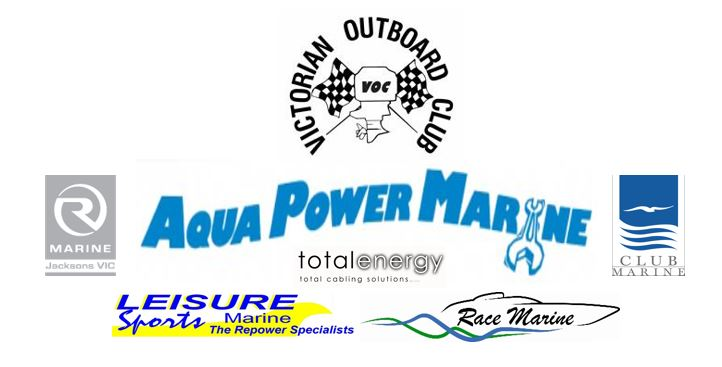 VICTORIAN OUTBOARD CLUB
VOC
AQUA POWER MARINE
R
MARINE
Jacksons VIC
CLUB
MARINE
totalenergy
total cabling solutions....
LEISURE
Sports Marine
The Repower Specialists
Race Marine